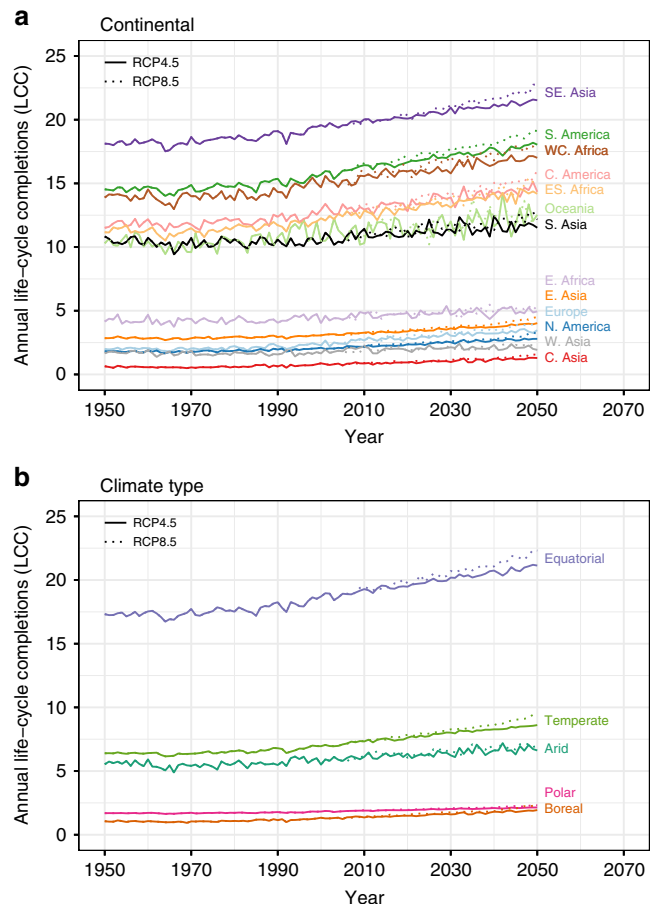 a Continental
Annual life-cycle completions (LCC)
25
20
15
10
5
0
RCP4.5
RCP8.5
SE. Asia
S. America
WC. Africa
C. America
ES. Africa
Oceania
S. Asia
E. Africa
E. Asia
Europe
N. America
W. Asia
C. Asia
1950 1970 1990 2010 2030 2050 2070
Year
b Climate type
Annual life-cycle completions (LCC)
25
20
15
10
5
0
RCP4.5
RCP8.5
Equatorial
Temperate
Arid
Polar
Boreal
1950 1970 1990 2010 2030 2050 2070
Year